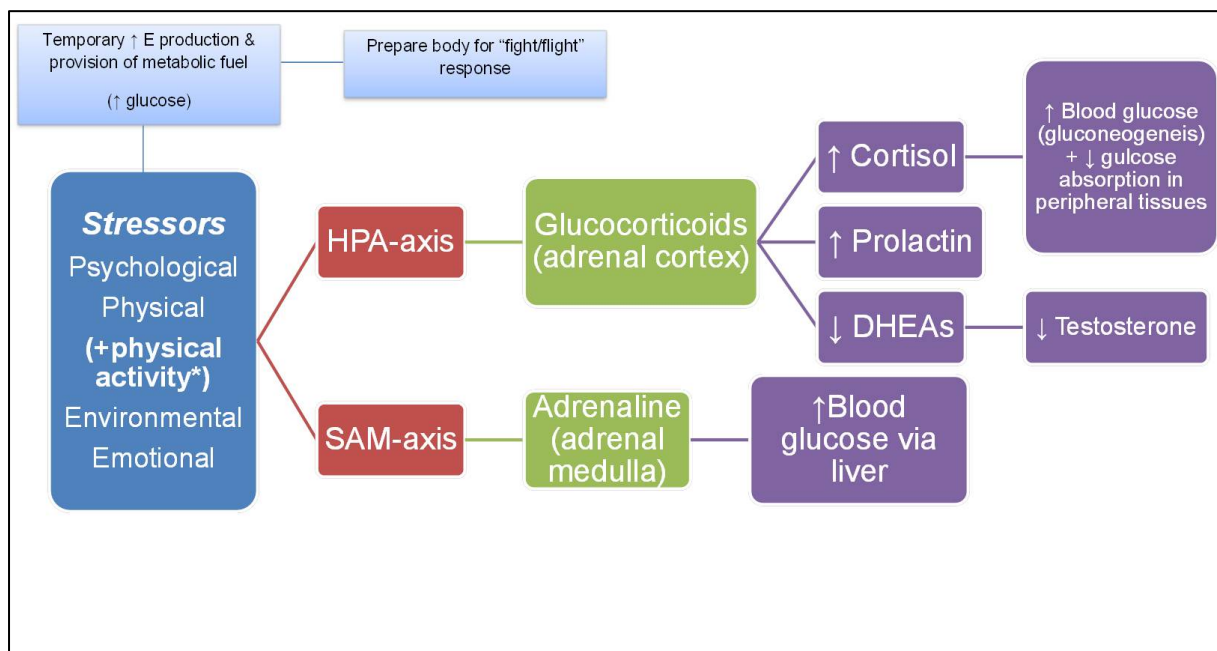 Temporary ↑ E production &
provision of metabolic fuel
(↑ glucose)
Prepare body for “fight/flight”
response
Stressors
Psychological
Physical
(+physical
activity*)
Environmental
Emotional
HPA-axis
SAM-axis
Glucocorticoids
(adrenal cortex)
Adrenaline
(adrenal
medulla)
↑ Cortisol
↑ Prolactin
↓ DHEAs
↑Blood
glucose via
liver
↑ Blood glucose
(gluconeogeneis)
+ ↓ gulcose
absorption in
peripheral tissues
↓ Testosterone